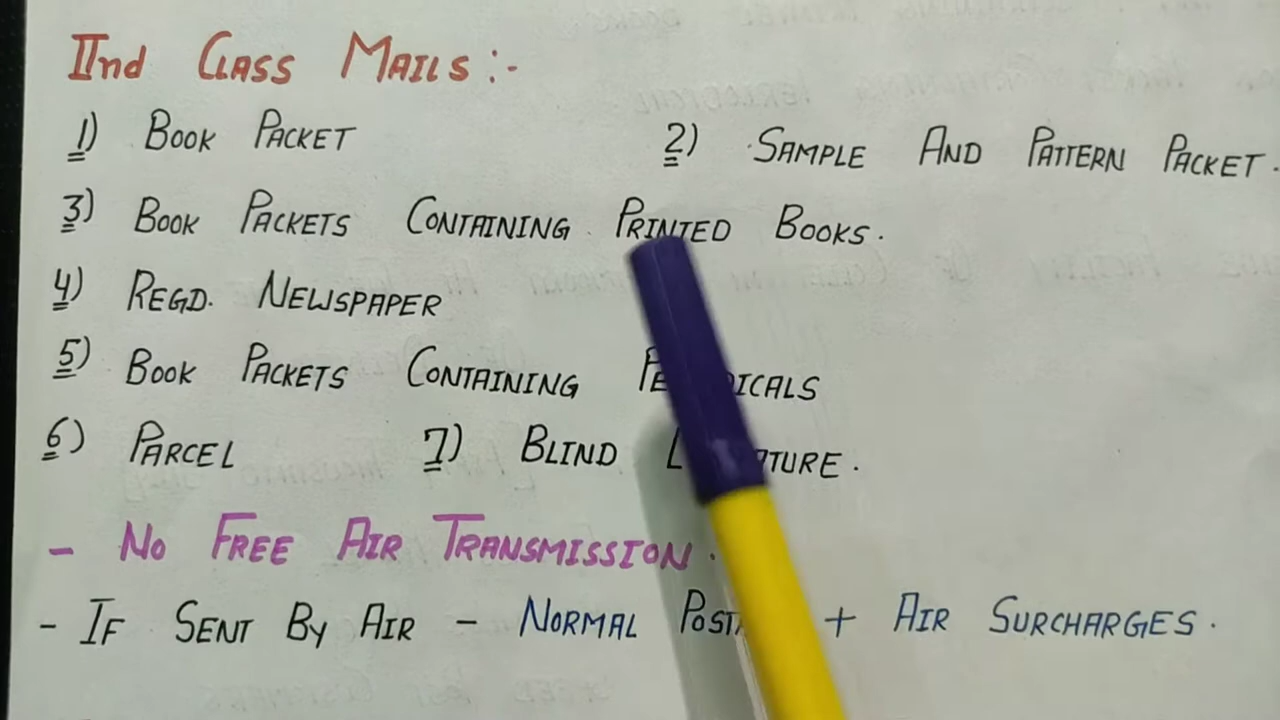 IInd CLASS MAILS :-
1) BOOK PACKET 2) SAMPLE AND PATTERN PACKET.
3) BOOK PACKETS CONTAINING PRINTED BOOKS.
4) REGD. NEWSPAPER
5) BOOK PACKETS CONTAINING
6) PARCEL 7) BLIND
- NO FREE AIR TRANSMISSION.
- IF SENT BY AIR - NORMAL + AIR SURCHARGES.